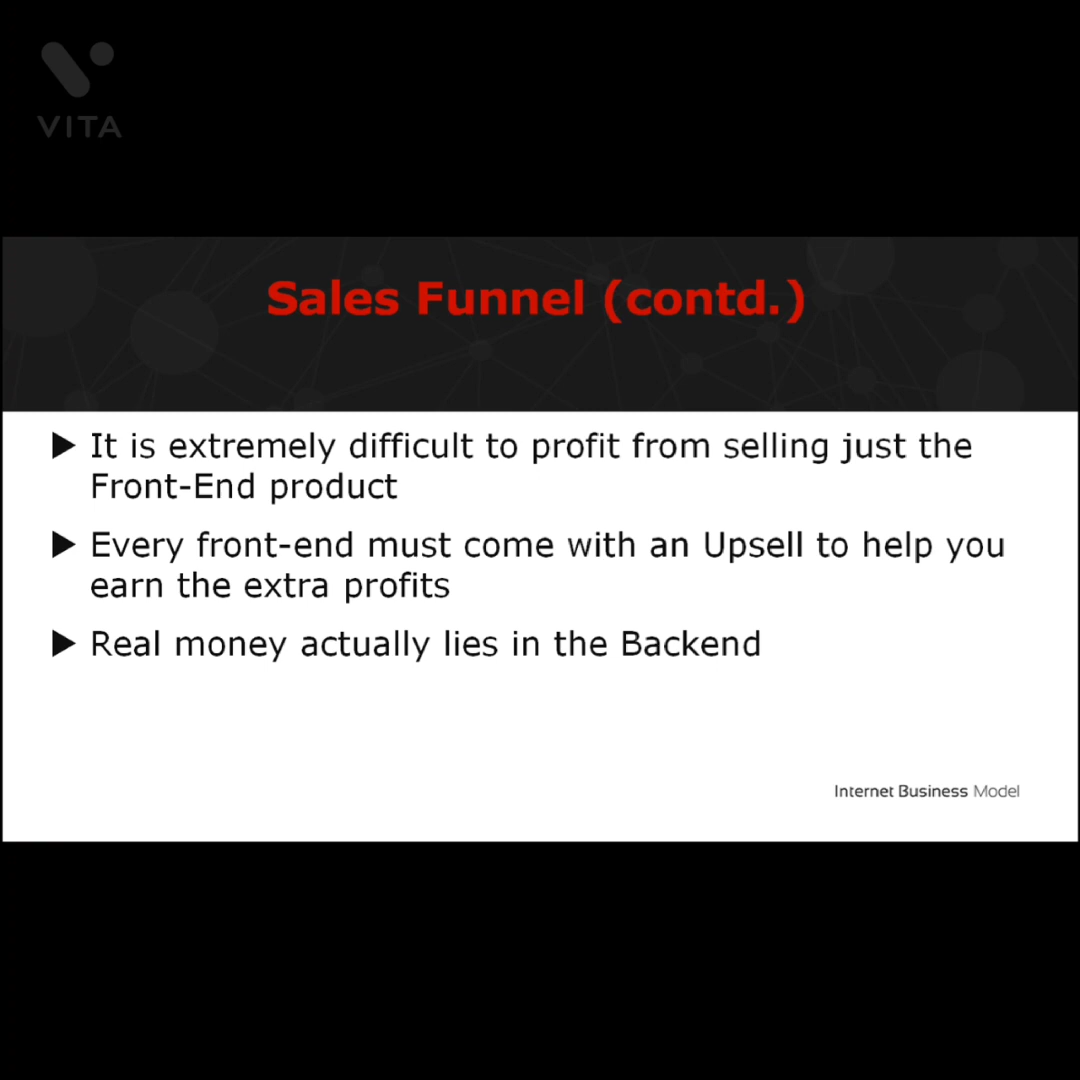 VITA
Sales Funnel (contd.)
It is extremely difficult to profit from selling just the
Front-End product
Every front-end must come with an Upsell to help you
earn the extra profits
Real money actually lies in the Backend
Internet Business Model